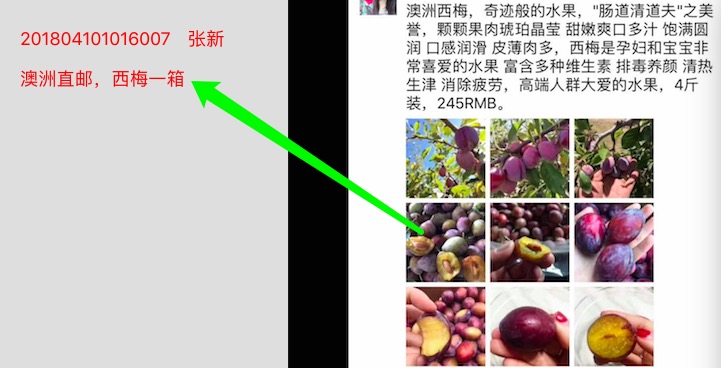 201804101016007 张新
澳洲直邮，西梅一箱
澳洲西梅，奇迹般的水果，"肠道清道夫"之美
誉，颗颗果肉琥珀晶莹 甜嫩爽口多汁 饱满圆
润 口感润滑 皮薄肉多，西梅是孕妇和宝宝非
常喜爱的水果 富含多种维生素 排毒养颜 清热
生津 消除疲劳，高端人群大爱的水果，4斤
装，245RMB。